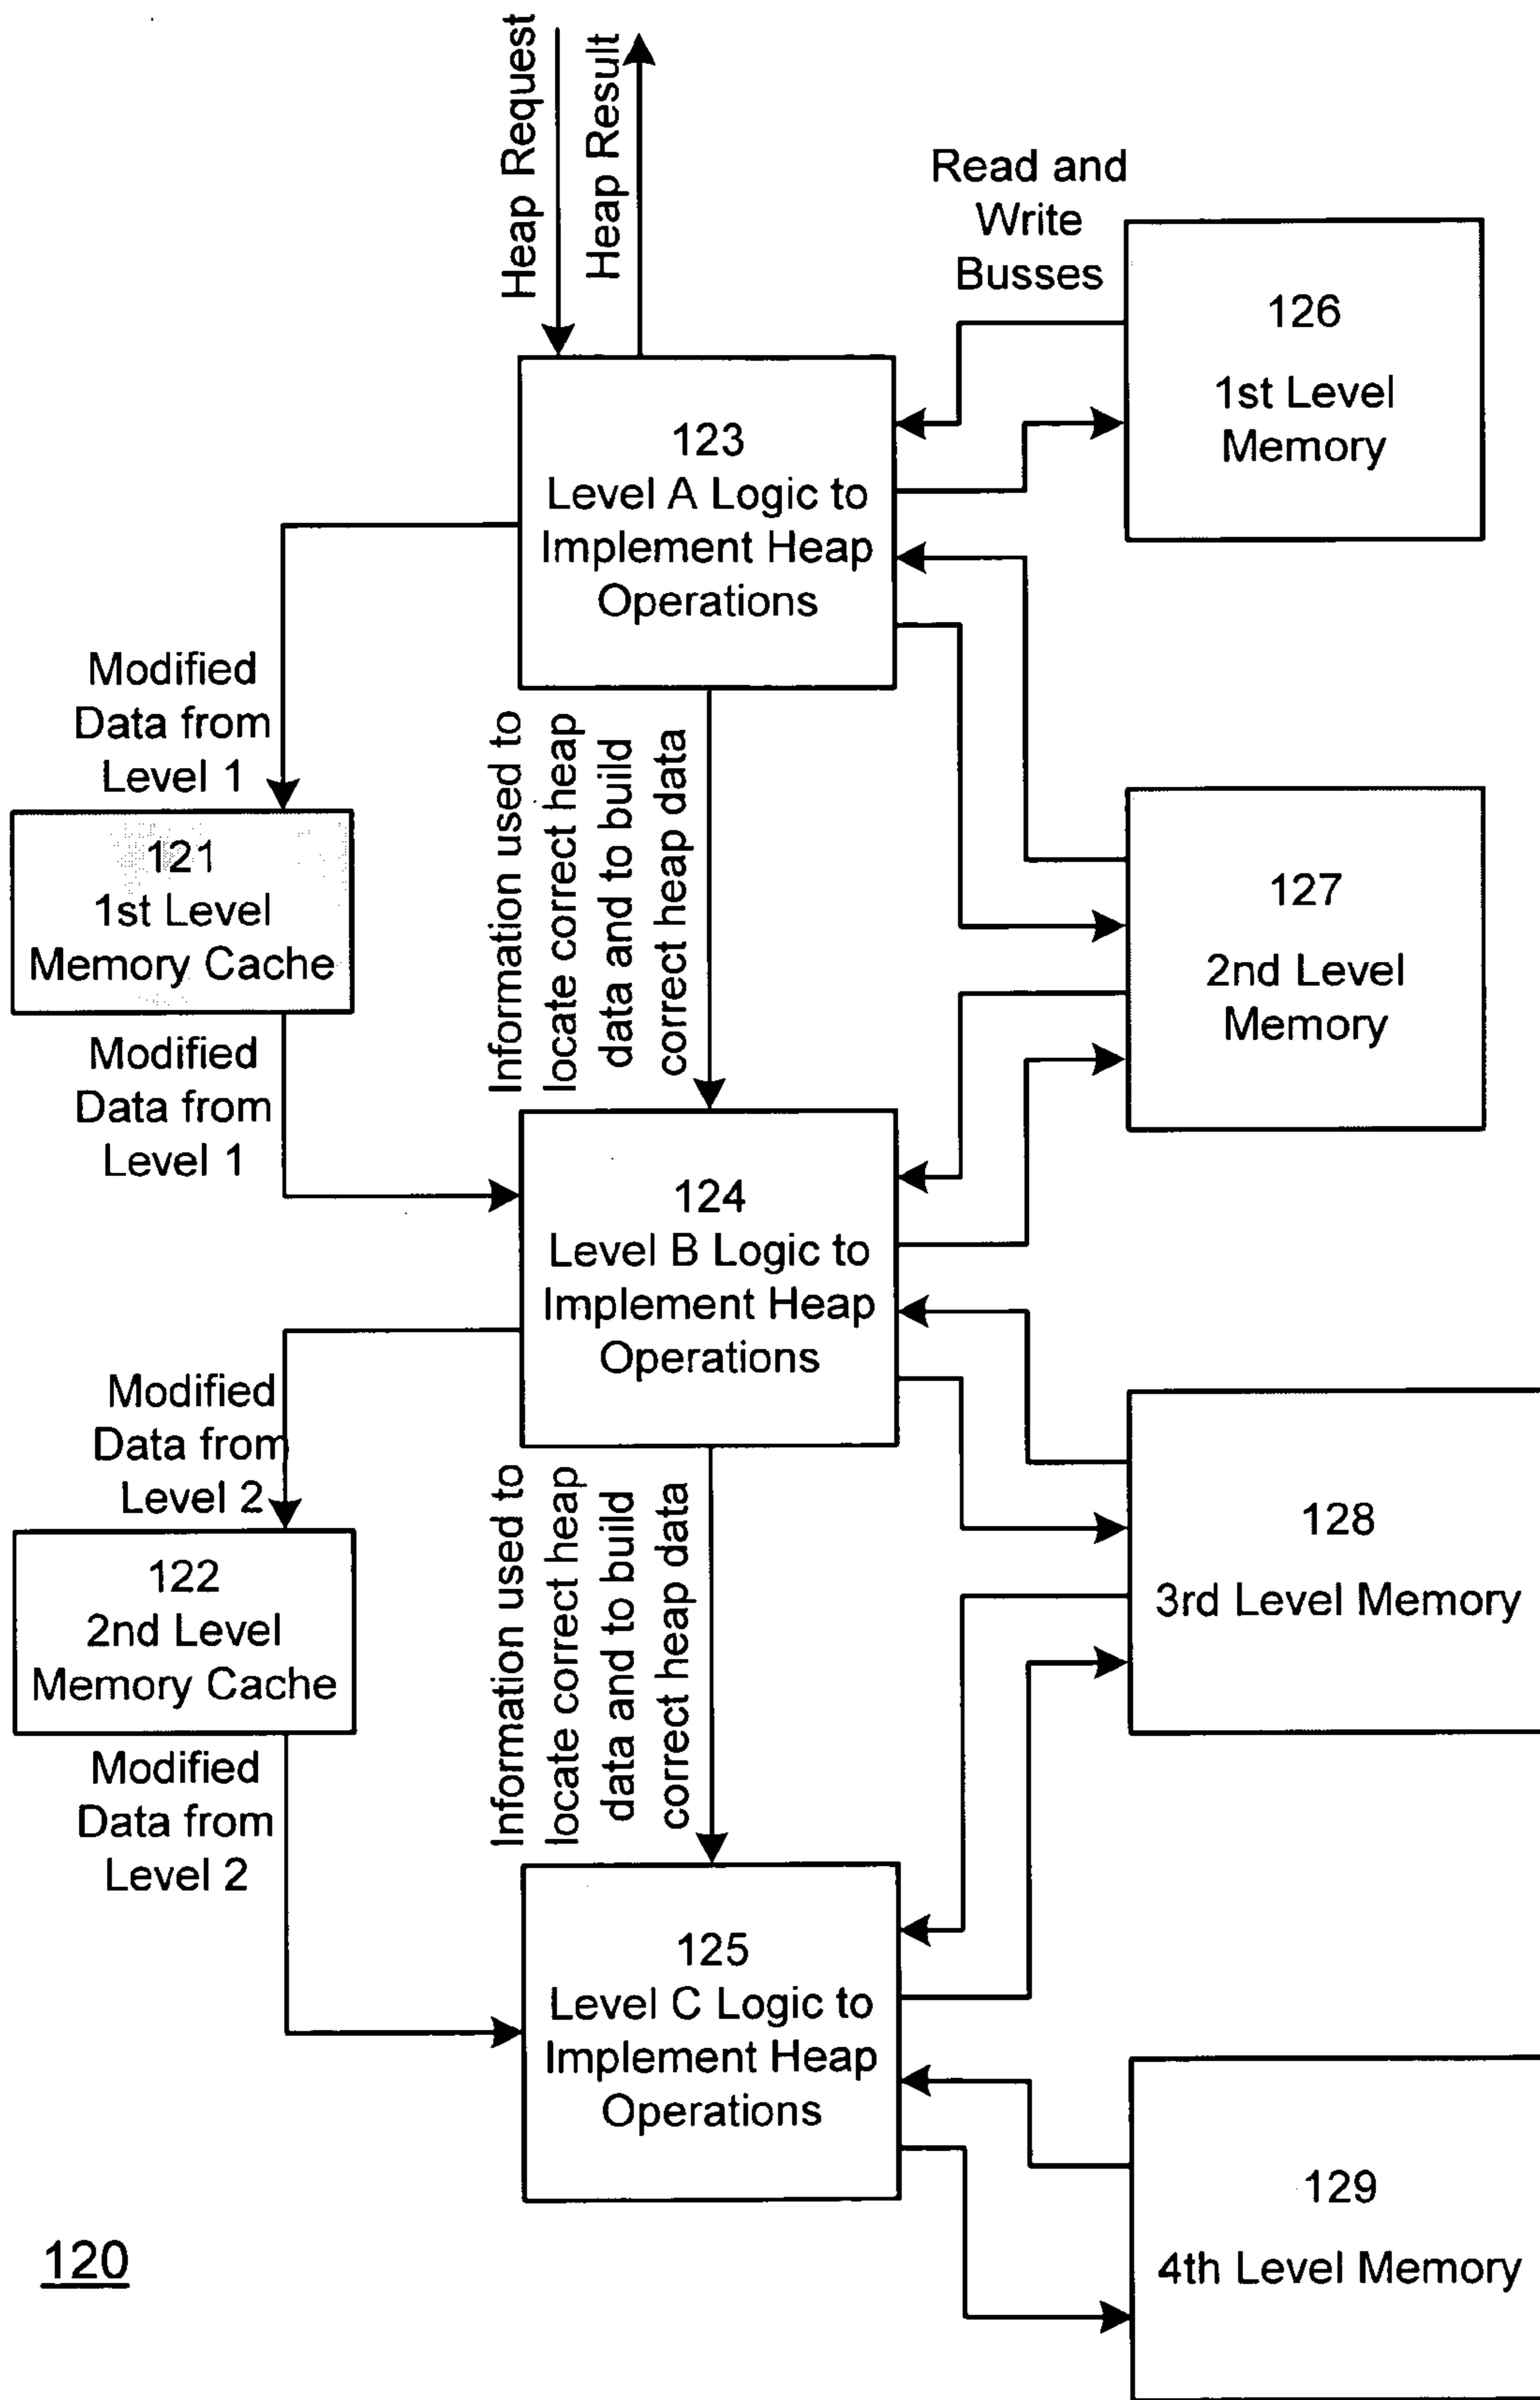 Heap Request
Heap Result
Read and
Write
Busses
126
1st Level
Memory
123
Level A Logic to
Implement Heap
Operations
Modified
Data from
Level 1
Information used to
locate correct heap
data and to build
correct heap data
121
1st Level
Memory Cache
127
2nd Level
Memory
Modified
Data from
Level 1
124
Level B Logic to
Implement Heap
Operations
Modified
Data from
Level 2
Information used to
locate correct heap
data and to build
correct heap data
128
3rd Level Memory
122
2nd Level
Memory Cache
Modified
Data from
Level 2
125
Level C Logic to
Implement Heap
Operations
129
4th Level Memory
120